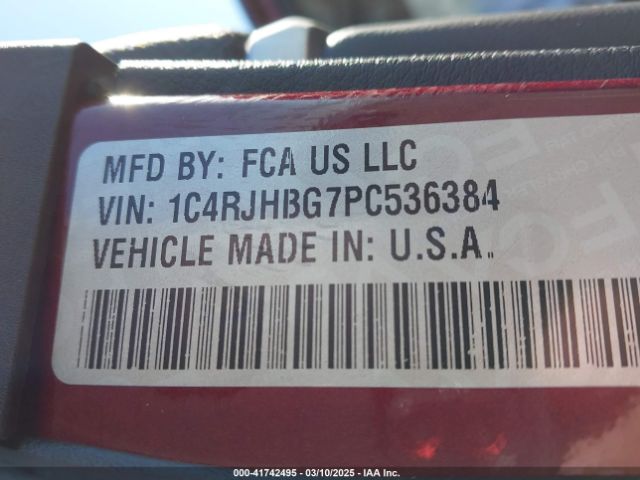 MFD BY: FCA US LLC
VIN: 1C4RJHBG7PC536384
VEHICLE MADE IN: U.S.A.
000-41742495 - 03/10/2025 - IAA Inc.